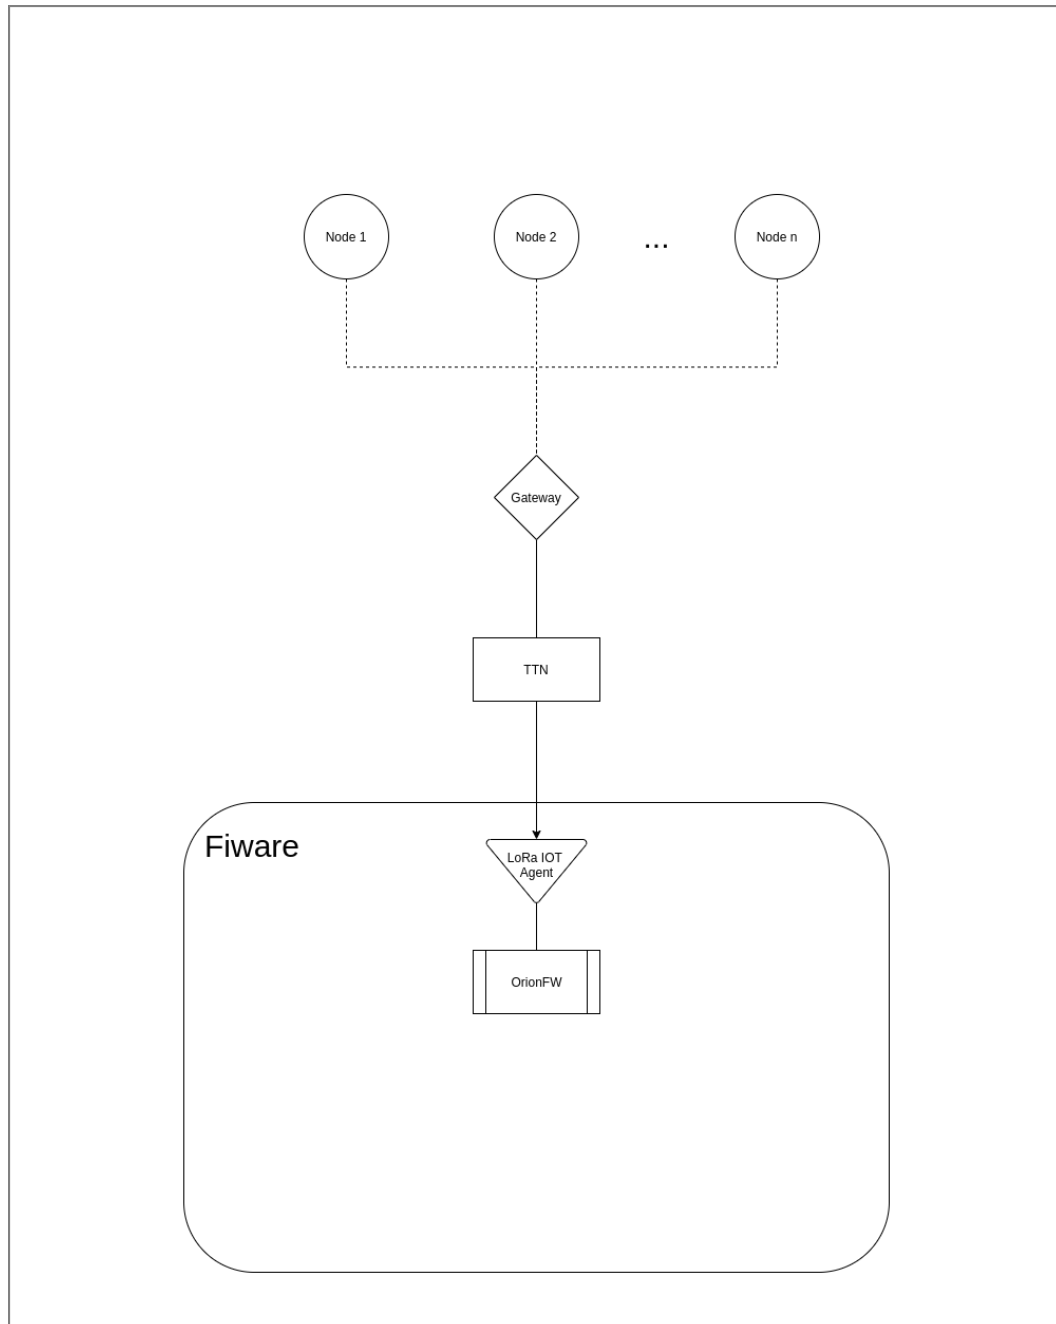 Node 1
Node 2
...
Node n
Gateway
TTN
Fiware
LoRa IOT
Agent
OrionFW